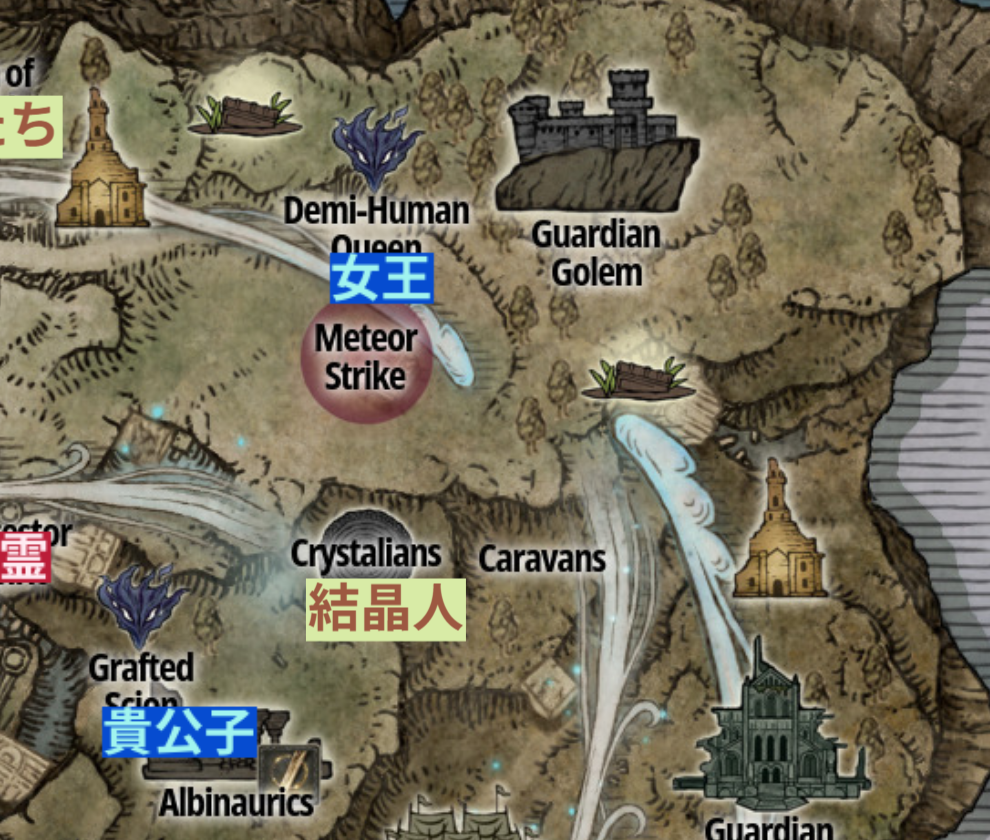 of
たち
Demi-Human
Queen
女王
Guardian
Golem
Meteor
Strike
霊
Crystalians
結晶人
Caravans
Grafted
Scion
貴公子
Albinaurics
Guardian